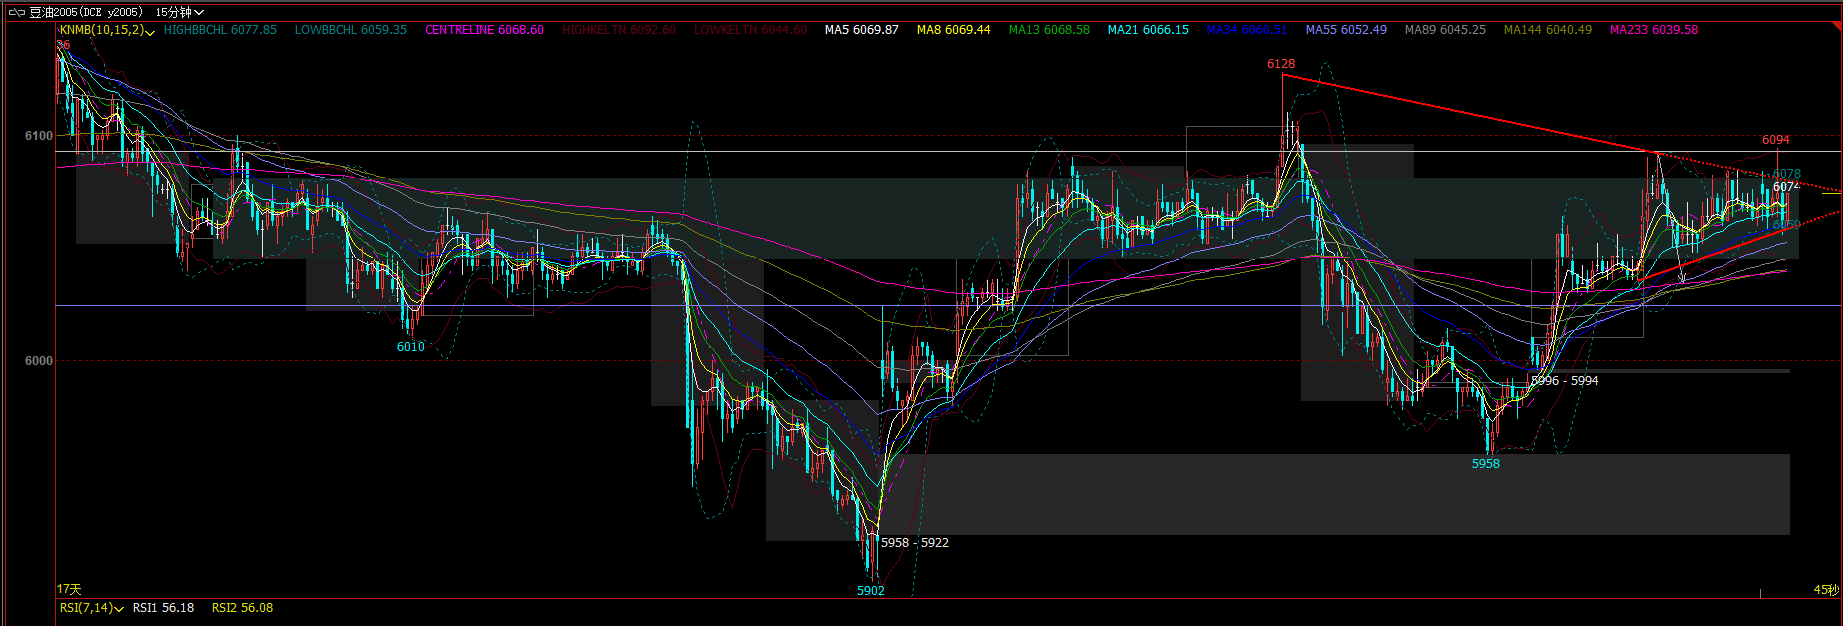 豆油2005(DCE y2005) 15分钟
KNMB(10,15,2) HIGHBBCHL 6077.85 LOWBBCHL 6059.35 CENTRELINE 6068.60 HIGHKELTN 6092.60 LOWKELTN 6044.60 MA5 6069.87 MA8 6069.44 MA13 6068.58 MA21 6066.15 MA34 6060.51 MA55 6052.49 MA89 6045.25 MA144 6040.49 MA233 6039.58
36
6128
6100
6094
6078
6074
6059
6010
6000
5996 - 5994
5958
5958 - 5922
5902
17天
45秒
RSI(7,14) RSI1 56.18 RSI2 56.08